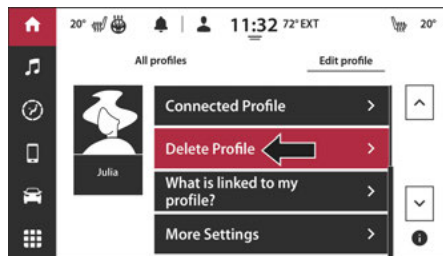 20° 11:32 72° EXT 20°
All profiles Edit profile
Connected Profile
Delete Profile
Julia
What is linked to my
profile?
More Settings